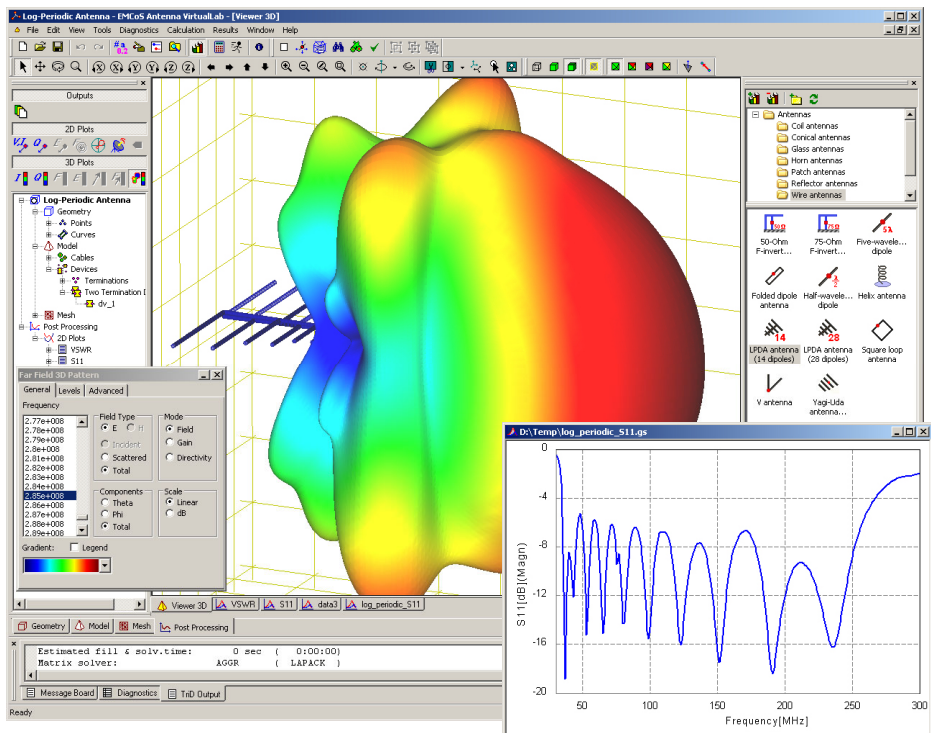 Log-Periodic Antenna - EMCoS Antenna VirtualLab - [Viewer 3D]
File Edit View Tools Diagnostics Calculation Results Window Help
Outputs
2D Plots
3D Plots
Log-Periodic Antenna
Geometry
Points
Curves
Model
Cables
Devices
Terminations
Two Termination D
dv_1
Mesh
Post Processing
2D Plots
VSWR
S11
Antennas
Coil antennas
Conical antennas
Glass antennas
Horn antennas
Patch antennas
Reflector antennas
Wire antennas
50-Ohm F-invert...
75-Ohm F-invert...
Five-wavele... dipole
Folded dipole antenna
Half-wavele... dipole
Helix antenna
14
28
LPDA antenna (14 dipoles)
LPDA antenna (28 dipoles)
Square loop antenna
V antenna
Yagi-Uda antenna...
Far Field 3D Pattern
General Levels Advanced
Frequency
2.77e+008
2.78e+008
2.79e+008
2.8e+008
2.81e+008
2.82e+008
2.83e+008
2.84e+008
2.85e+008
2.86e+008
2.87e+008
2.88e+008
2.89e+008
Field Type
E H
Incident
Scattered
Total
Mode
Field
Gain
Directivity
Components
Theta
Phi
Total
Scale
Linear
dB
Gradient: Legend
Viewer 3D VSWR S11 data3 log_periodic_S11
Geometry Model Mesh Post Processing
Estimated fill & solv.time: 0 sec ( 0:00:00)
Matrix solver: AGGR ( LAPACK )
Message Board Diagnostics TriD Output
Ready
D:\Temp\log_periodic_S11.gs
S11[dB](Magn)
0
-4
-8
-12
-16
-20
50 100 150 200 250 300
Frequency[MHz]